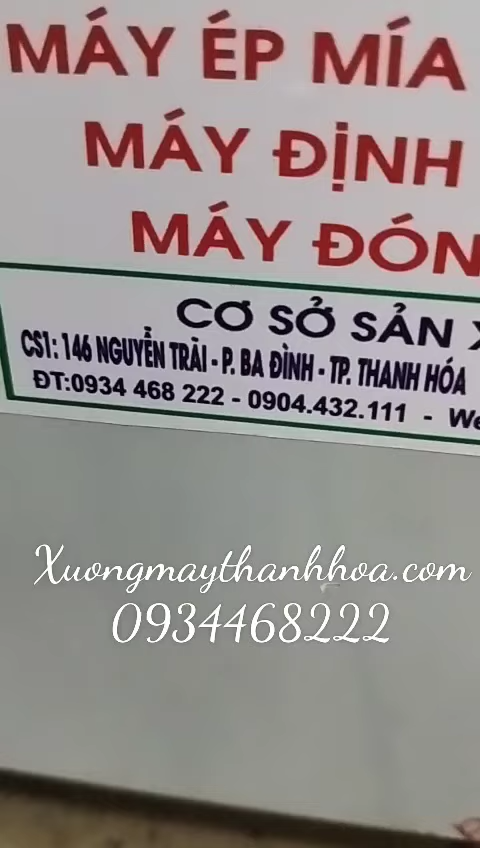 MÁY ÉP MÍA
MÁY ĐỊNH
MÁY ĐÓN
CƠ SỞ SẢN
CS1: 146 NGUYỄN TRÃI - P. BA ĐÌNH - TP. THANH HÓA
ĐT:0934 468 222 - 0904.432.111 - We
Xuongmaythanhhoa.com
0934468222